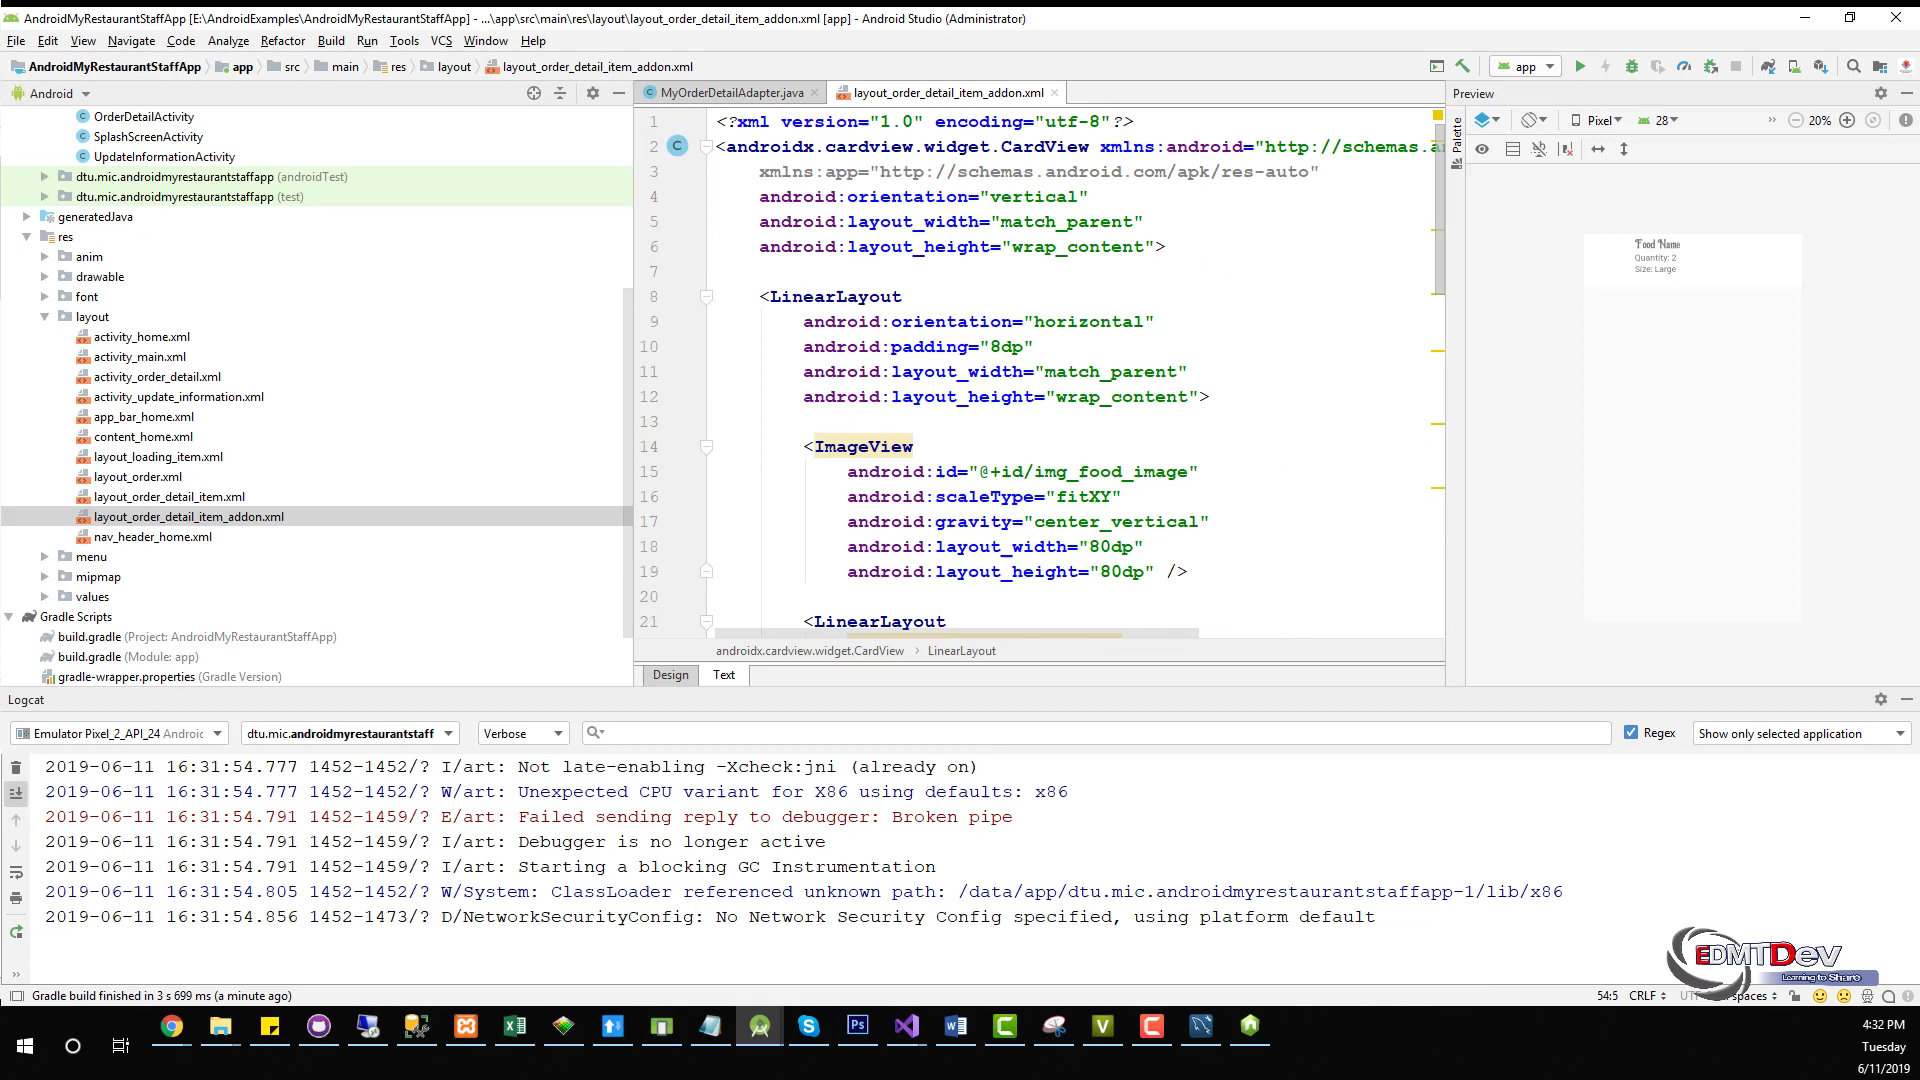 AndroidMyRestaurantStaffApp [E:\AndroidExamples\AndroidMyRestaurantStaffApp] - ...\app\src\main\res\layout\layout_order_detail_item_addon.xml [app] - Android Studio (Administrator)
File Edit View Navigate Code Analyze Refactor Build Run Tools VCS Window Help
AndroidMyRestaurantStaffApp app src main res layout layout_order_detail_item_addon.xml app
Android
OrderDetailActivity
SplashScreenActivity
UpdateInformationActivity
dtu.mic.androidmyrestaurantstaffapp (androidTest)
dtu.mic.androidmyrestaurantstaffapp (test)
generatedJava
res
anim
drawable
font
layout
activity_home.xml
activity_main.xml
activity_order_detail.xml
activity_update_information.xml
app_bar_home.xml
content_home.xml
layout_loading_item.xml
layout_order.xml
layout_order_detail_item.xml
layout_order_detail_item_addon.xml
nav_header_home.xml
menu
mipmap
values
Gradle Scripts
build.gradle (Project: AndroidMyRestaurantStaffApp)
build.gradle (Module: app)
gradle-wrapper.properties (Gradle Version)
MyOrderDetailAdapter.java layout_order_detail_item_addon.xml
1 <?xml version="1.0" encoding="utf-8"?>
2 <androidx.cardview.widget.CardView xmlns:android="http://schemas.a
3 xmlns:app="http://schemas.android.com/apk/res-auto"
4 android:orientation="vertical"
5 android:layout_width="match_parent"
6 android:layout_height="wrap_content">
7
8 <LinearLayout
9 android:orientation="horizontal"
10 android:padding="8dp"
11 android:layout_width="match_parent"
12 android:layout_height="wrap_content">
13
14 <ImageView
15 android:id="@+id/img_food_image"
16 android:scaleType="fitXY"
17 android:gravity="center_vertical"
18 android:layout_width="80dp"
19 android:layout_height="80dp" />
20
21 <LinearLayout
androidx.cardview.widget.CardView › LinearLayout
Design Text
Preview
Palette
Pixel 28 20%
Food Name
Quantity: 2
Size: Large
Logcat
Emulator Pixel_2_API_24 Android dtu.mic.androidmyrestaurantstaff Verbose Regex Show only selected application
2019-06-11 16:31:54.777 1452-1452/? I/art: Not late-enabling -Xcheck:jni (already on)
2019-06-11 16:31:54.777 1452-1452/? W/art: Unexpected CPU variant for X86 using defaults: x86
2019-06-11 16:31:54.791 1452-1459/? E/art: Failed sending reply to debugger: Broken pipe
2019-06-11 16:31:54.791 1452-1459/? I/art: Debugger is no longer active
2019-06-11 16:31:54.791 1452-1459/? I/art: Starting a blocking GC Instrumentation
2019-06-11 16:31:54.805 1452-1452/? W/System: ClassLoader referenced unknown path: /data/app/dtu.mic.androidmyrestaurantstaffapp-1/lib/x86
2019-06-11 16:31:54.856 1452-1473/? D/NetworkSecurityConfig: No Network Security Config specified, using platform default
EDMTDev
Learning to Share
Gradle build finished in 3 s 699 ms (a minute ago)
54:5 CRLF spaces
4:32 PM
Tuesday
6/11/2019